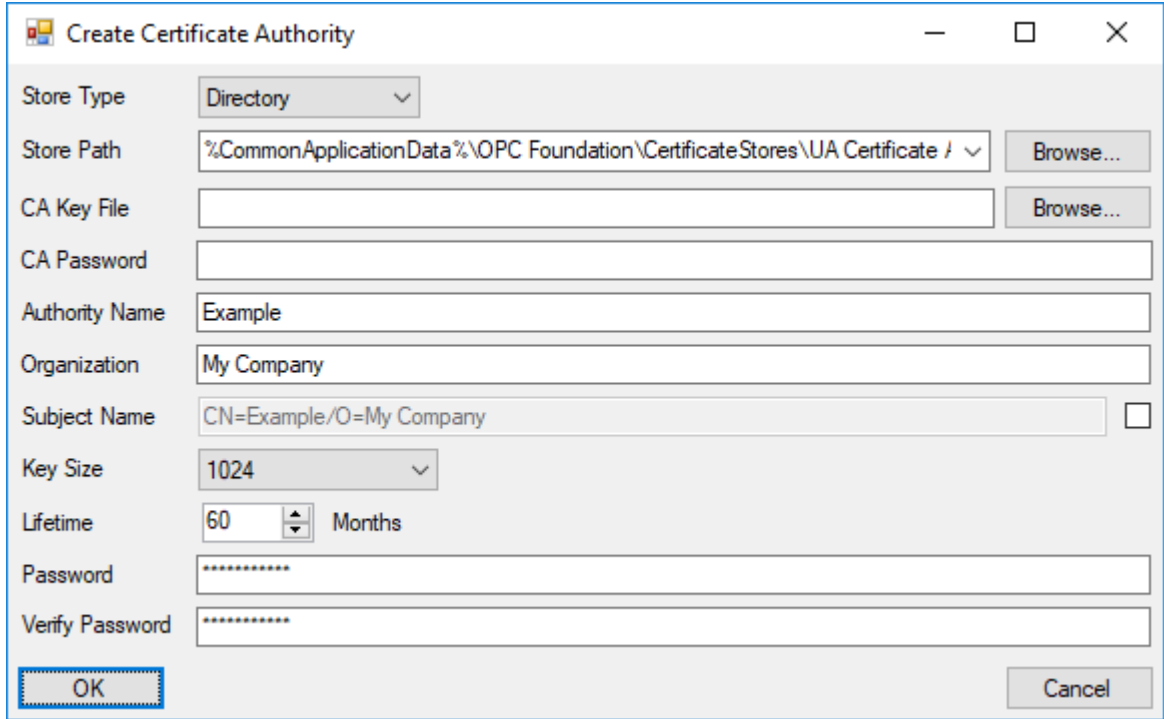 Create Certificate Authority
Store Type Directory
Store Path %CommonApplicationData%\OPC Foundation\CertificateStores\UA Certificate Browse...
CA Key File Browse...
CA Password
Authority Name Example
Organization My Company
Subject Name CN=Example/O=My Company
Key Size 1024
Lifetime 60 Months
Password ***********
Verify Password ***********
OK Cancel